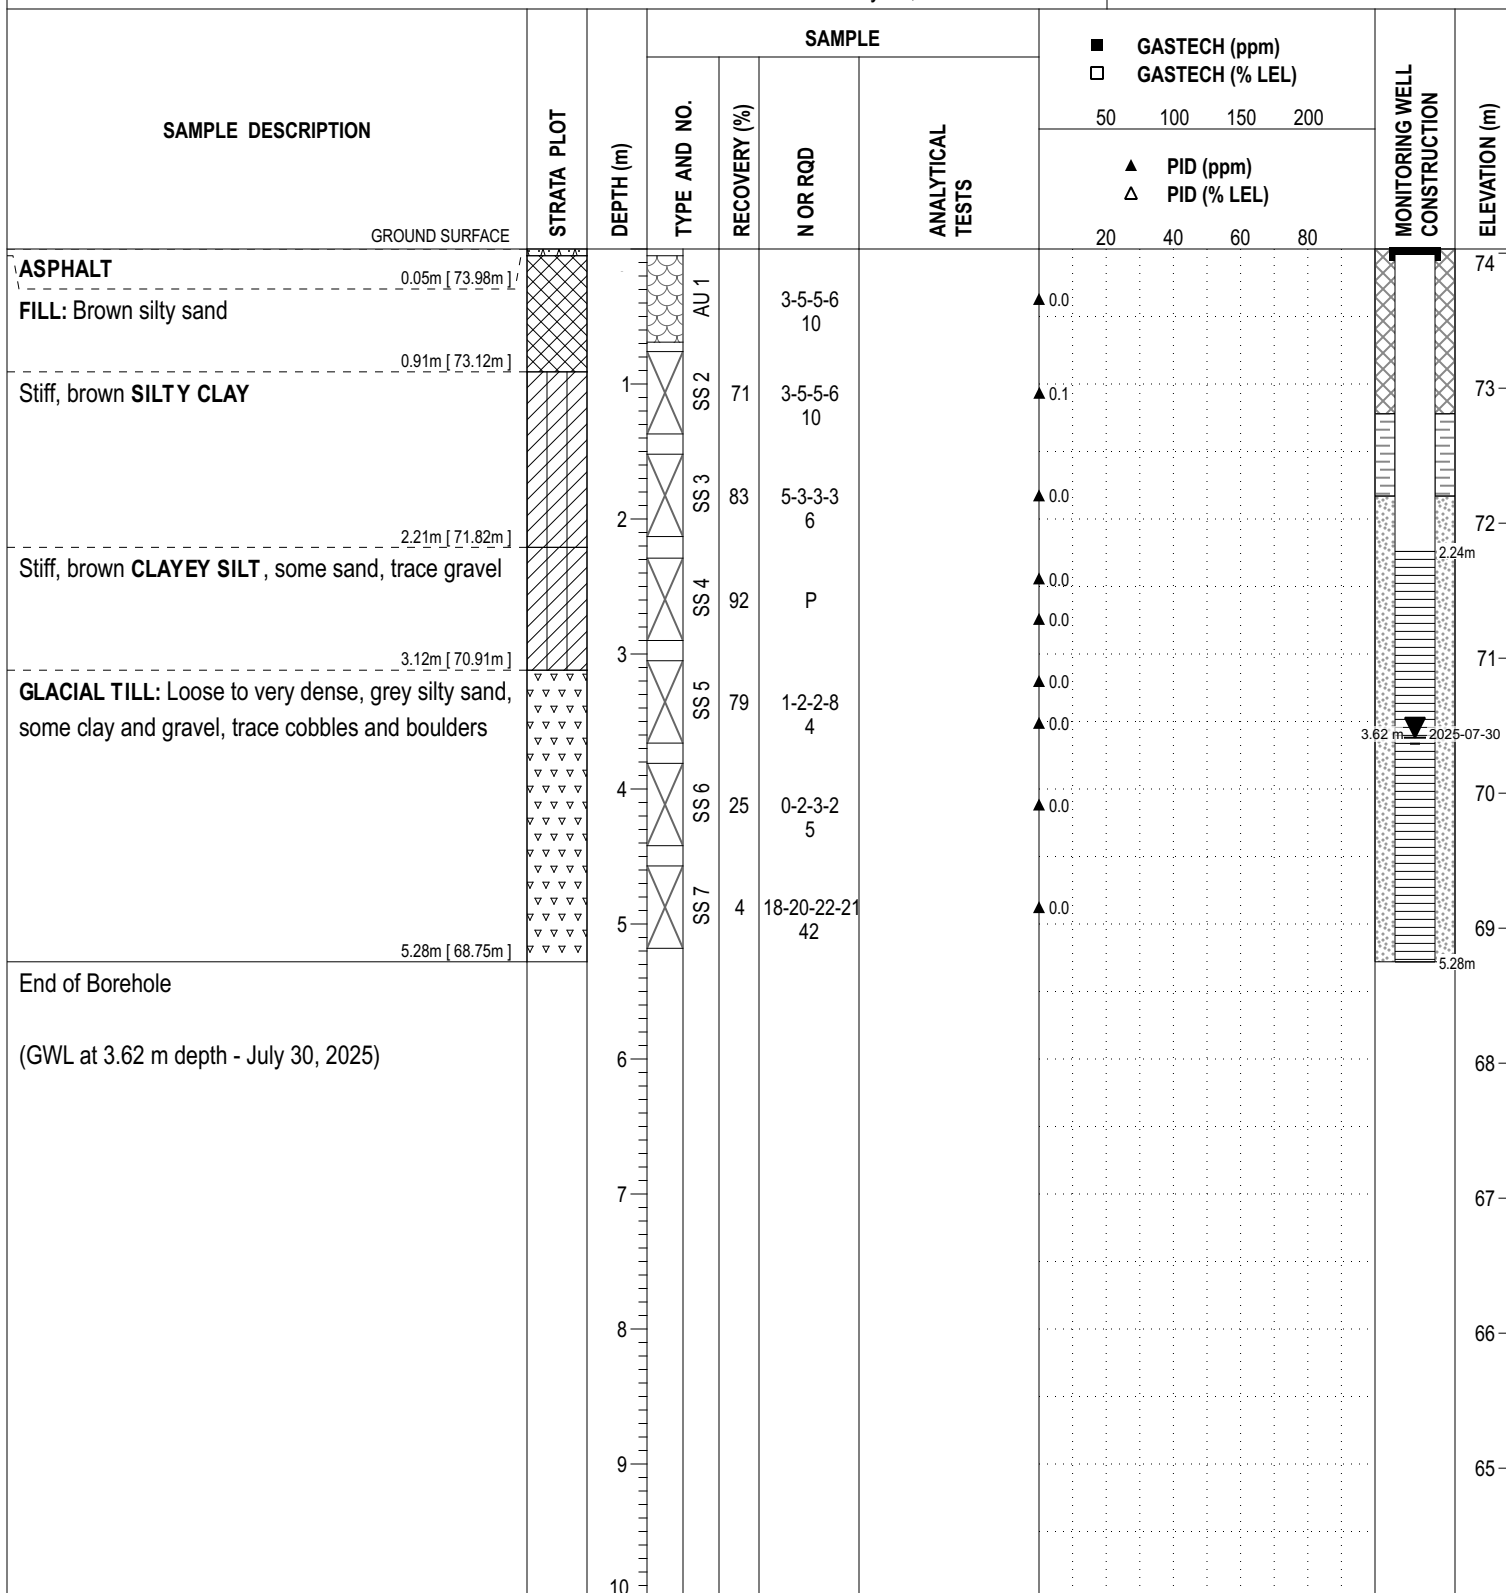 SAMPLE
■ GASTECH (ppm)
□ GASTECH (% LEL)
50 100 150 200
▲ PID (ppm)
△ PID (% LEL)
20 40 60 80
SAMPLE DESCRIPTION
STRATA PLOT
DEPTH (m)
TYPE AND NO.
RECOVERY (%)
N OR RQD
ANALYTICAL
TESTS
MONITORING WELL
CONSTRUCTION
ELEVATION (m)
GROUND SURFACE
ASPHALT
0.05m [ 73.98m ]
74
FILL: Brown silty sand
AU 1
3-5-5-6
10
▲ 0.0
0.91m [ 73.12m ]
Stiff, brown SILTY CLAY
1
SS 2
71
3-5-5-6
10
▲ 0.1
73
SS 3
83
5-3-3-3
6
▲ 0.0
2
72
2.21m [ 71.82m ]
2.24m
Stiff, brown CLAYEY SILT, some sand, trace gravel
SS 4
92
P
▲ 0.0
▲ 0.0
3
71
3.12m [ 70.91m ]
GLACIAL TILL: Loose to very dense, grey silty sand,
some clay and gravel, trace cobbles and boulders
SS 5
79
1-2-2-8
4
▲ 0.0
▲ 0.0
3.62 m
2025-07-30
4
SS 6
25
0-2-3-2
5
▲ 0.0
70
SS 7
4
18-20-22-21
42
▲ 0.0
5
69
5.28m [ 68.75m ]
5.28m
End of Borehole
(GWL at 3.62 m depth - July 30, 2025)
6
68
7
67
8
66
9
65
10